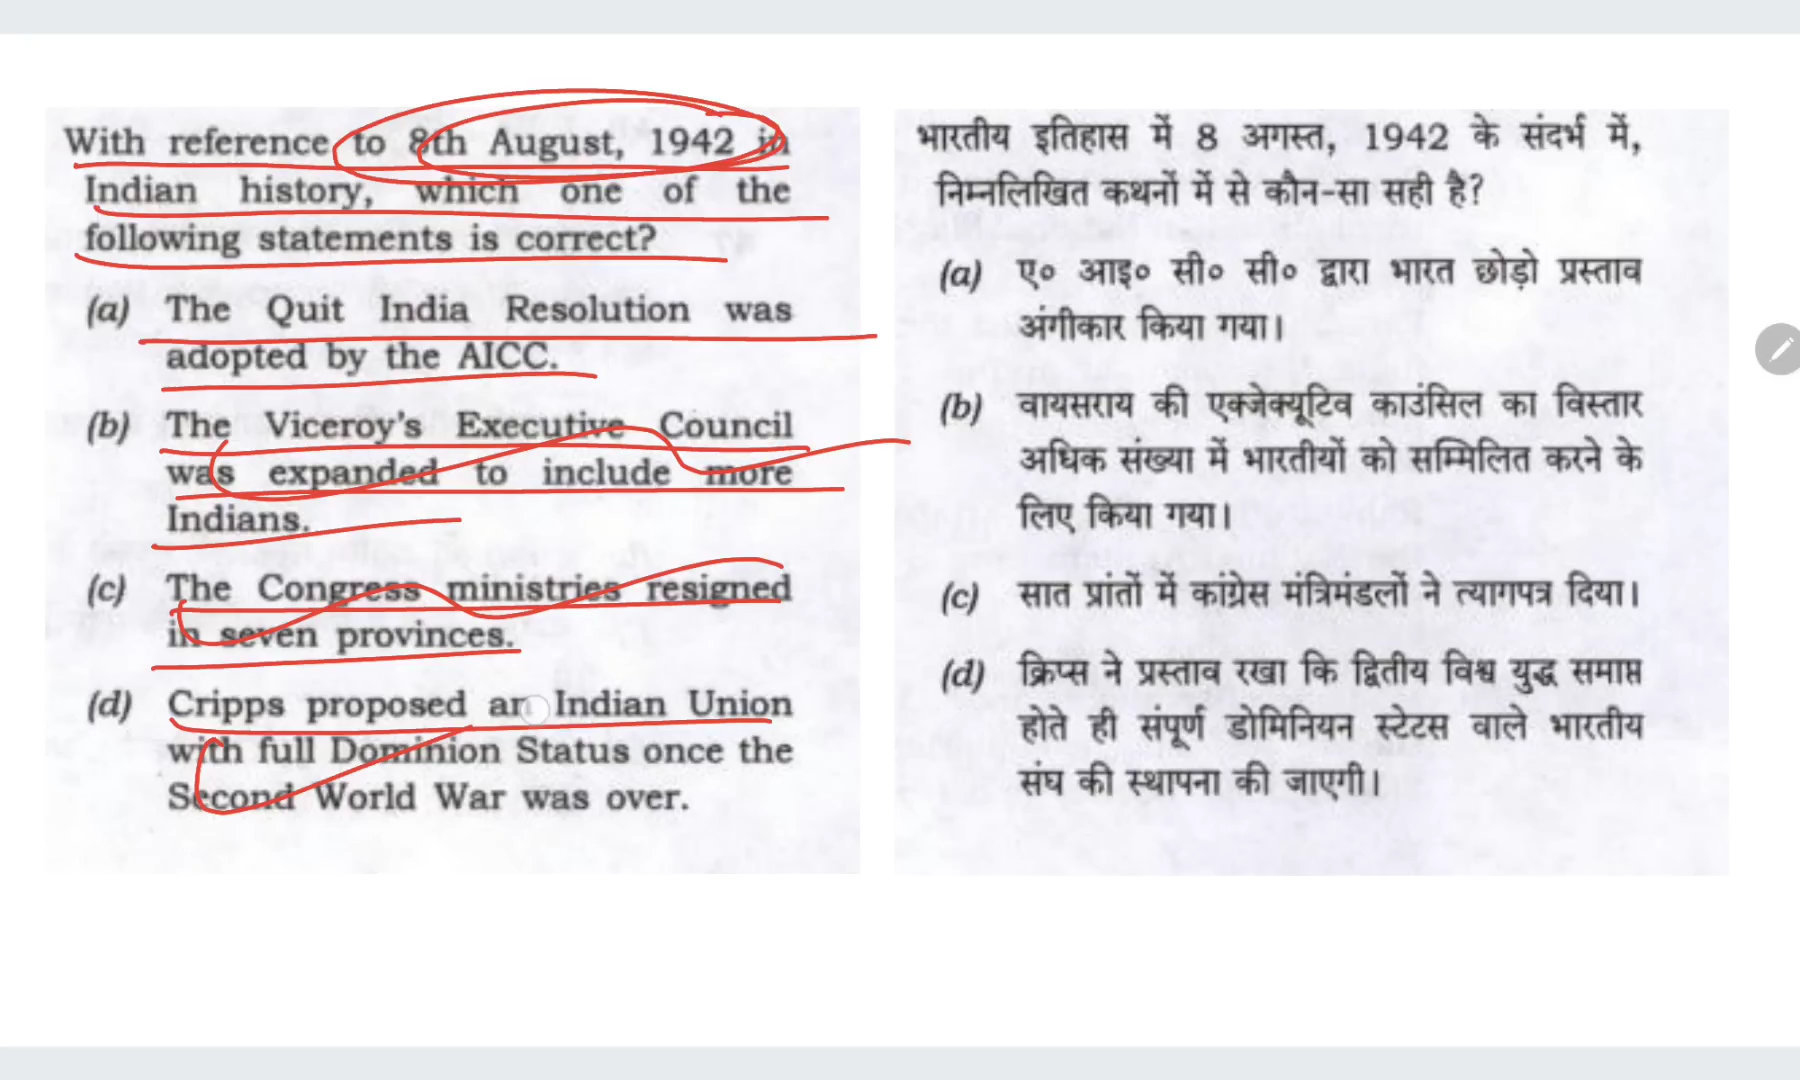 With reference to 8th August, 1942 in
Indian history, which one of the
following statements is correct?
(a) The Quit India Resolution was
adopted by the AICC.
(b) The Viceroy's Executive Council
was expanded to include more
Indians.
(c) The Congress ministries resigned
in seven provinces.
(d) Cripps proposed an Indian Union
with full Dominion Status once the
Second World War was over.
भारतीय इतिहास में 8 अगस्त, 1942 के संदर्भ में,
निम्नलिखित कथनों में से कौन-सा सही है?
(a) ए० आइ० सी० सी० द्वारा भारत छोड़ो प्रस्ताव
अंगीकार किया गया।
(b) वायसराय की एक्जेक्यूटिव काउंसिल का विस्तार
अधिक संख्या में भारतीयों को सम्मिलित करने के
लिए किया गया।
(c) सात प्रांतों में कांग्रेस मंत्रिमंडलों ने त्यागपत्र दिया।
(d) क्रिप्स ने प्रस्ताव रखा कि द्वितीय विश्व युद्ध समाप्त
होते ही संपूर्ण डोमिनियन स्टेटस वाले भारतीय
संघ की स्थापना की जाएगी।